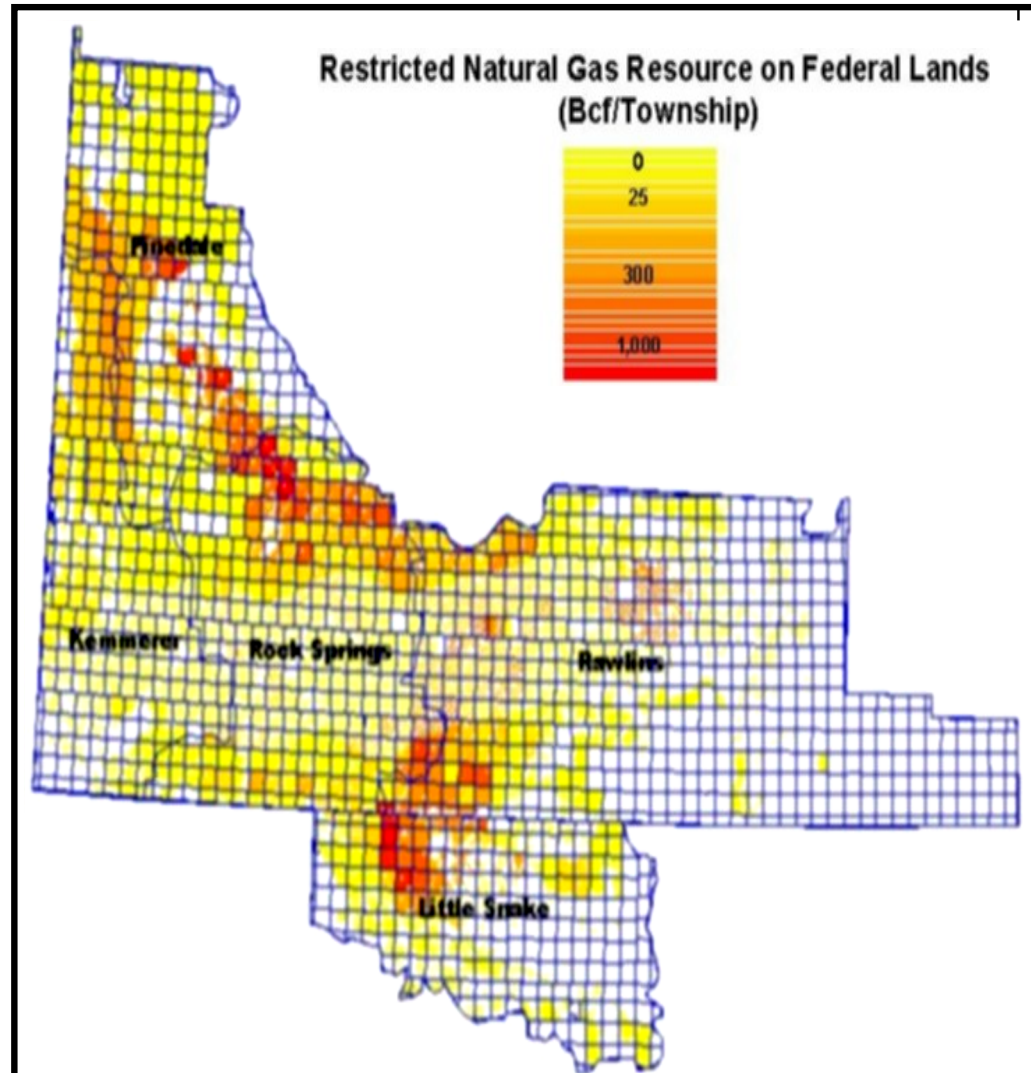 Restricted Natural Gas Resource on Federal Lands
(Bcf/Township)
0
25
300
1,000
Pinedale
Kemmerer
Rock Springs
Rawlins
Little Snake